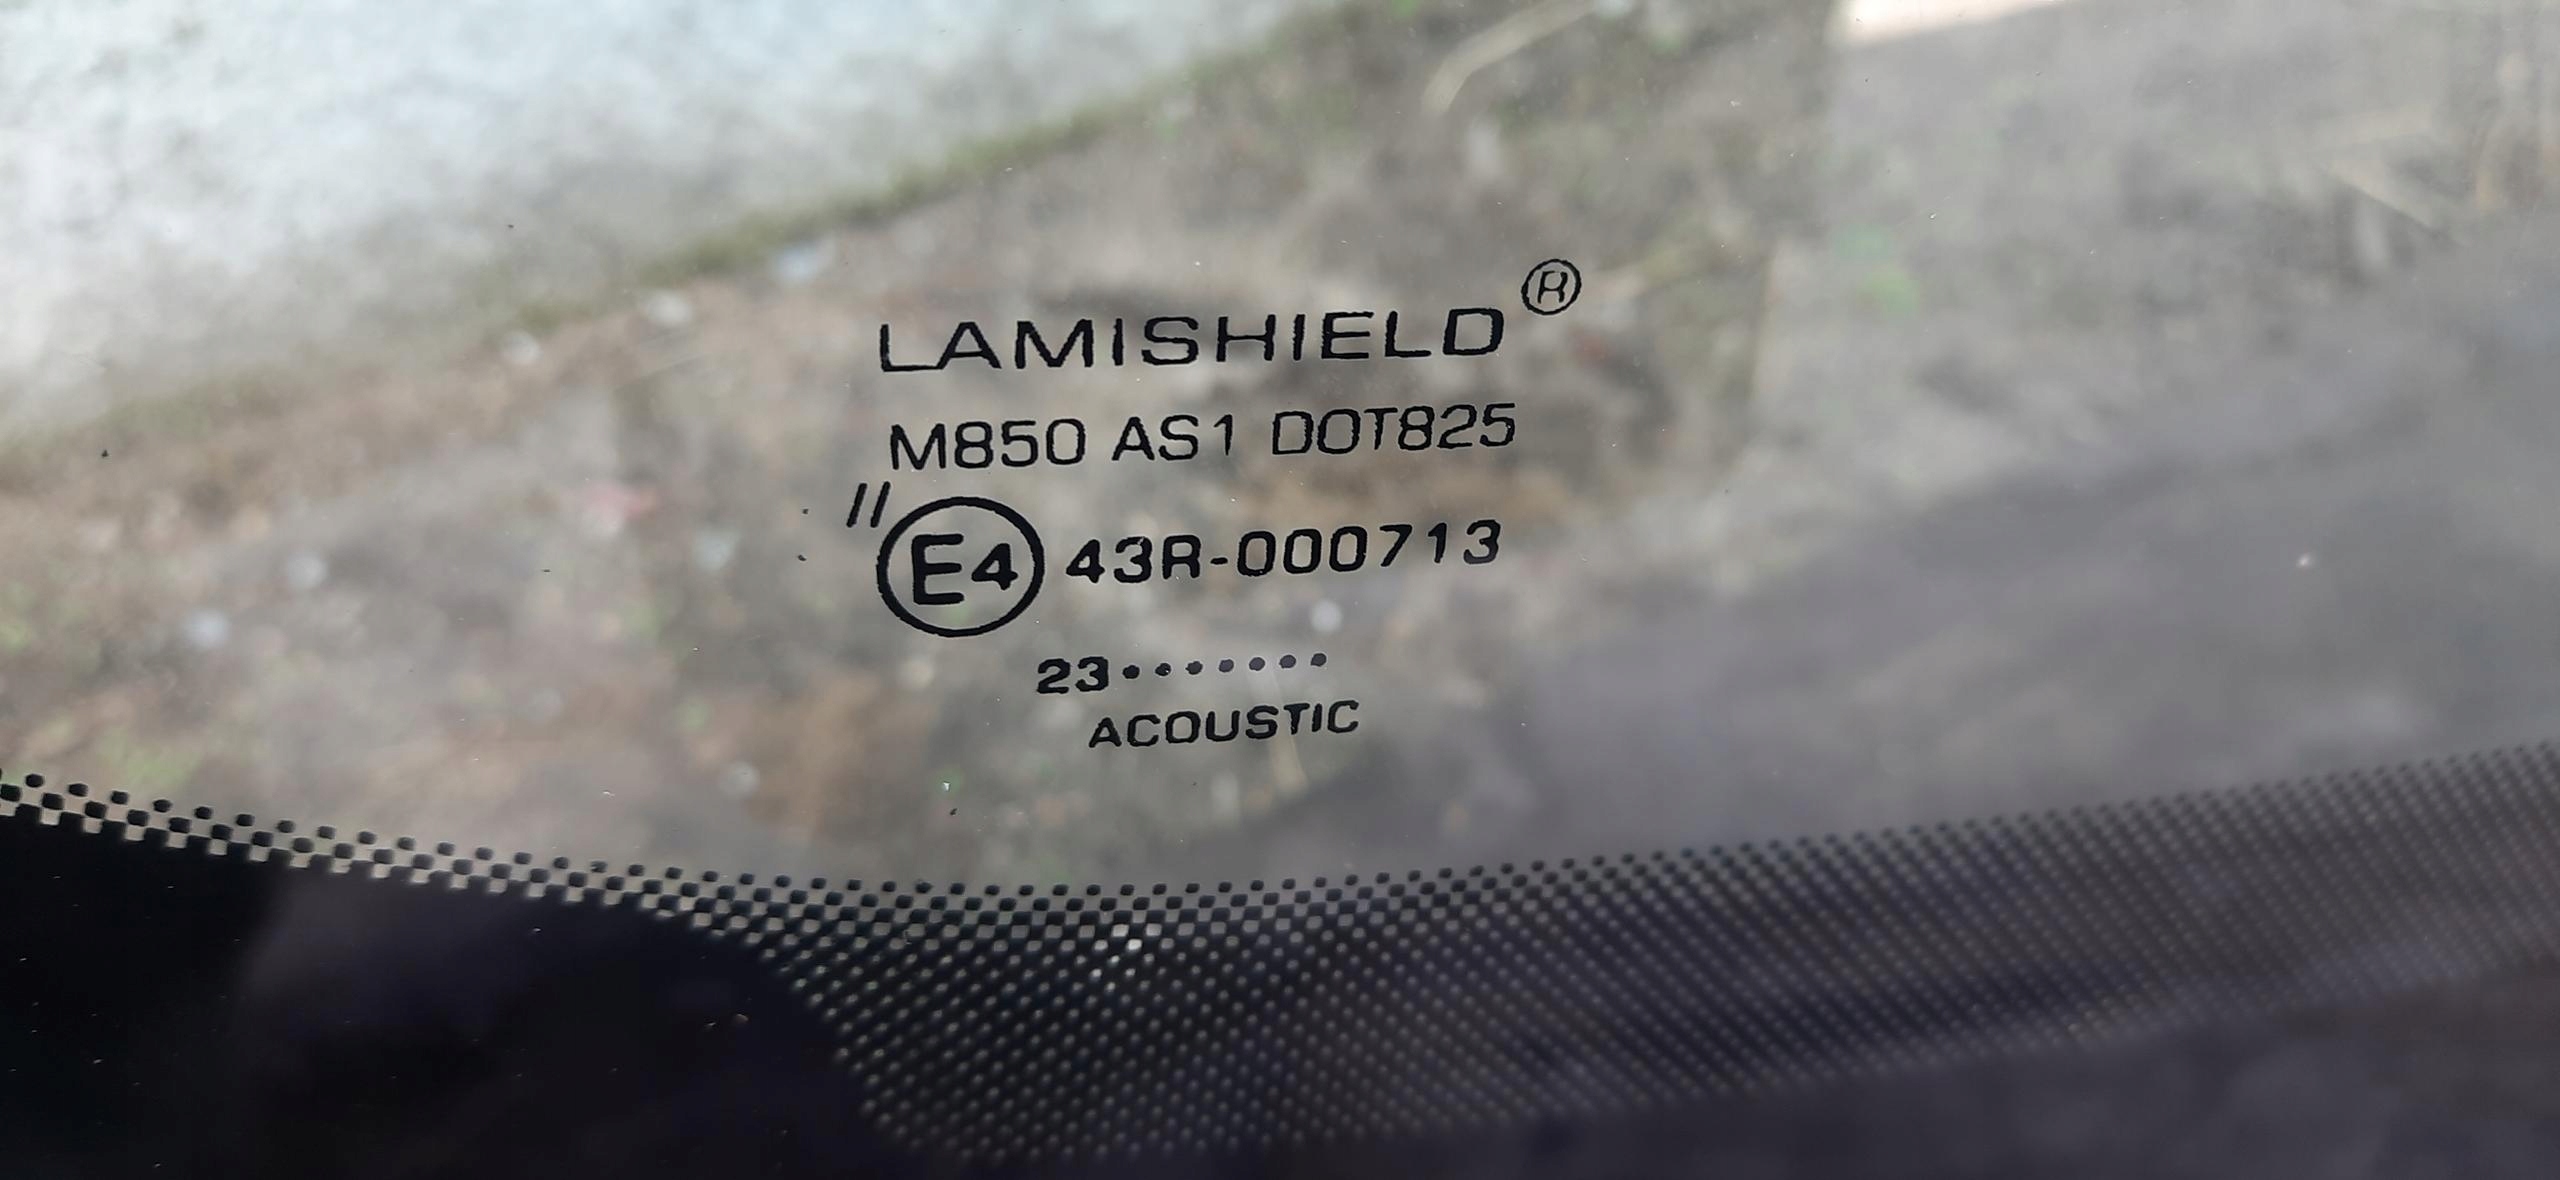 LAMISHIELD®
M850 AS1 DOT825
// E4 43R-000713
23•••••••
ACOUSTIC